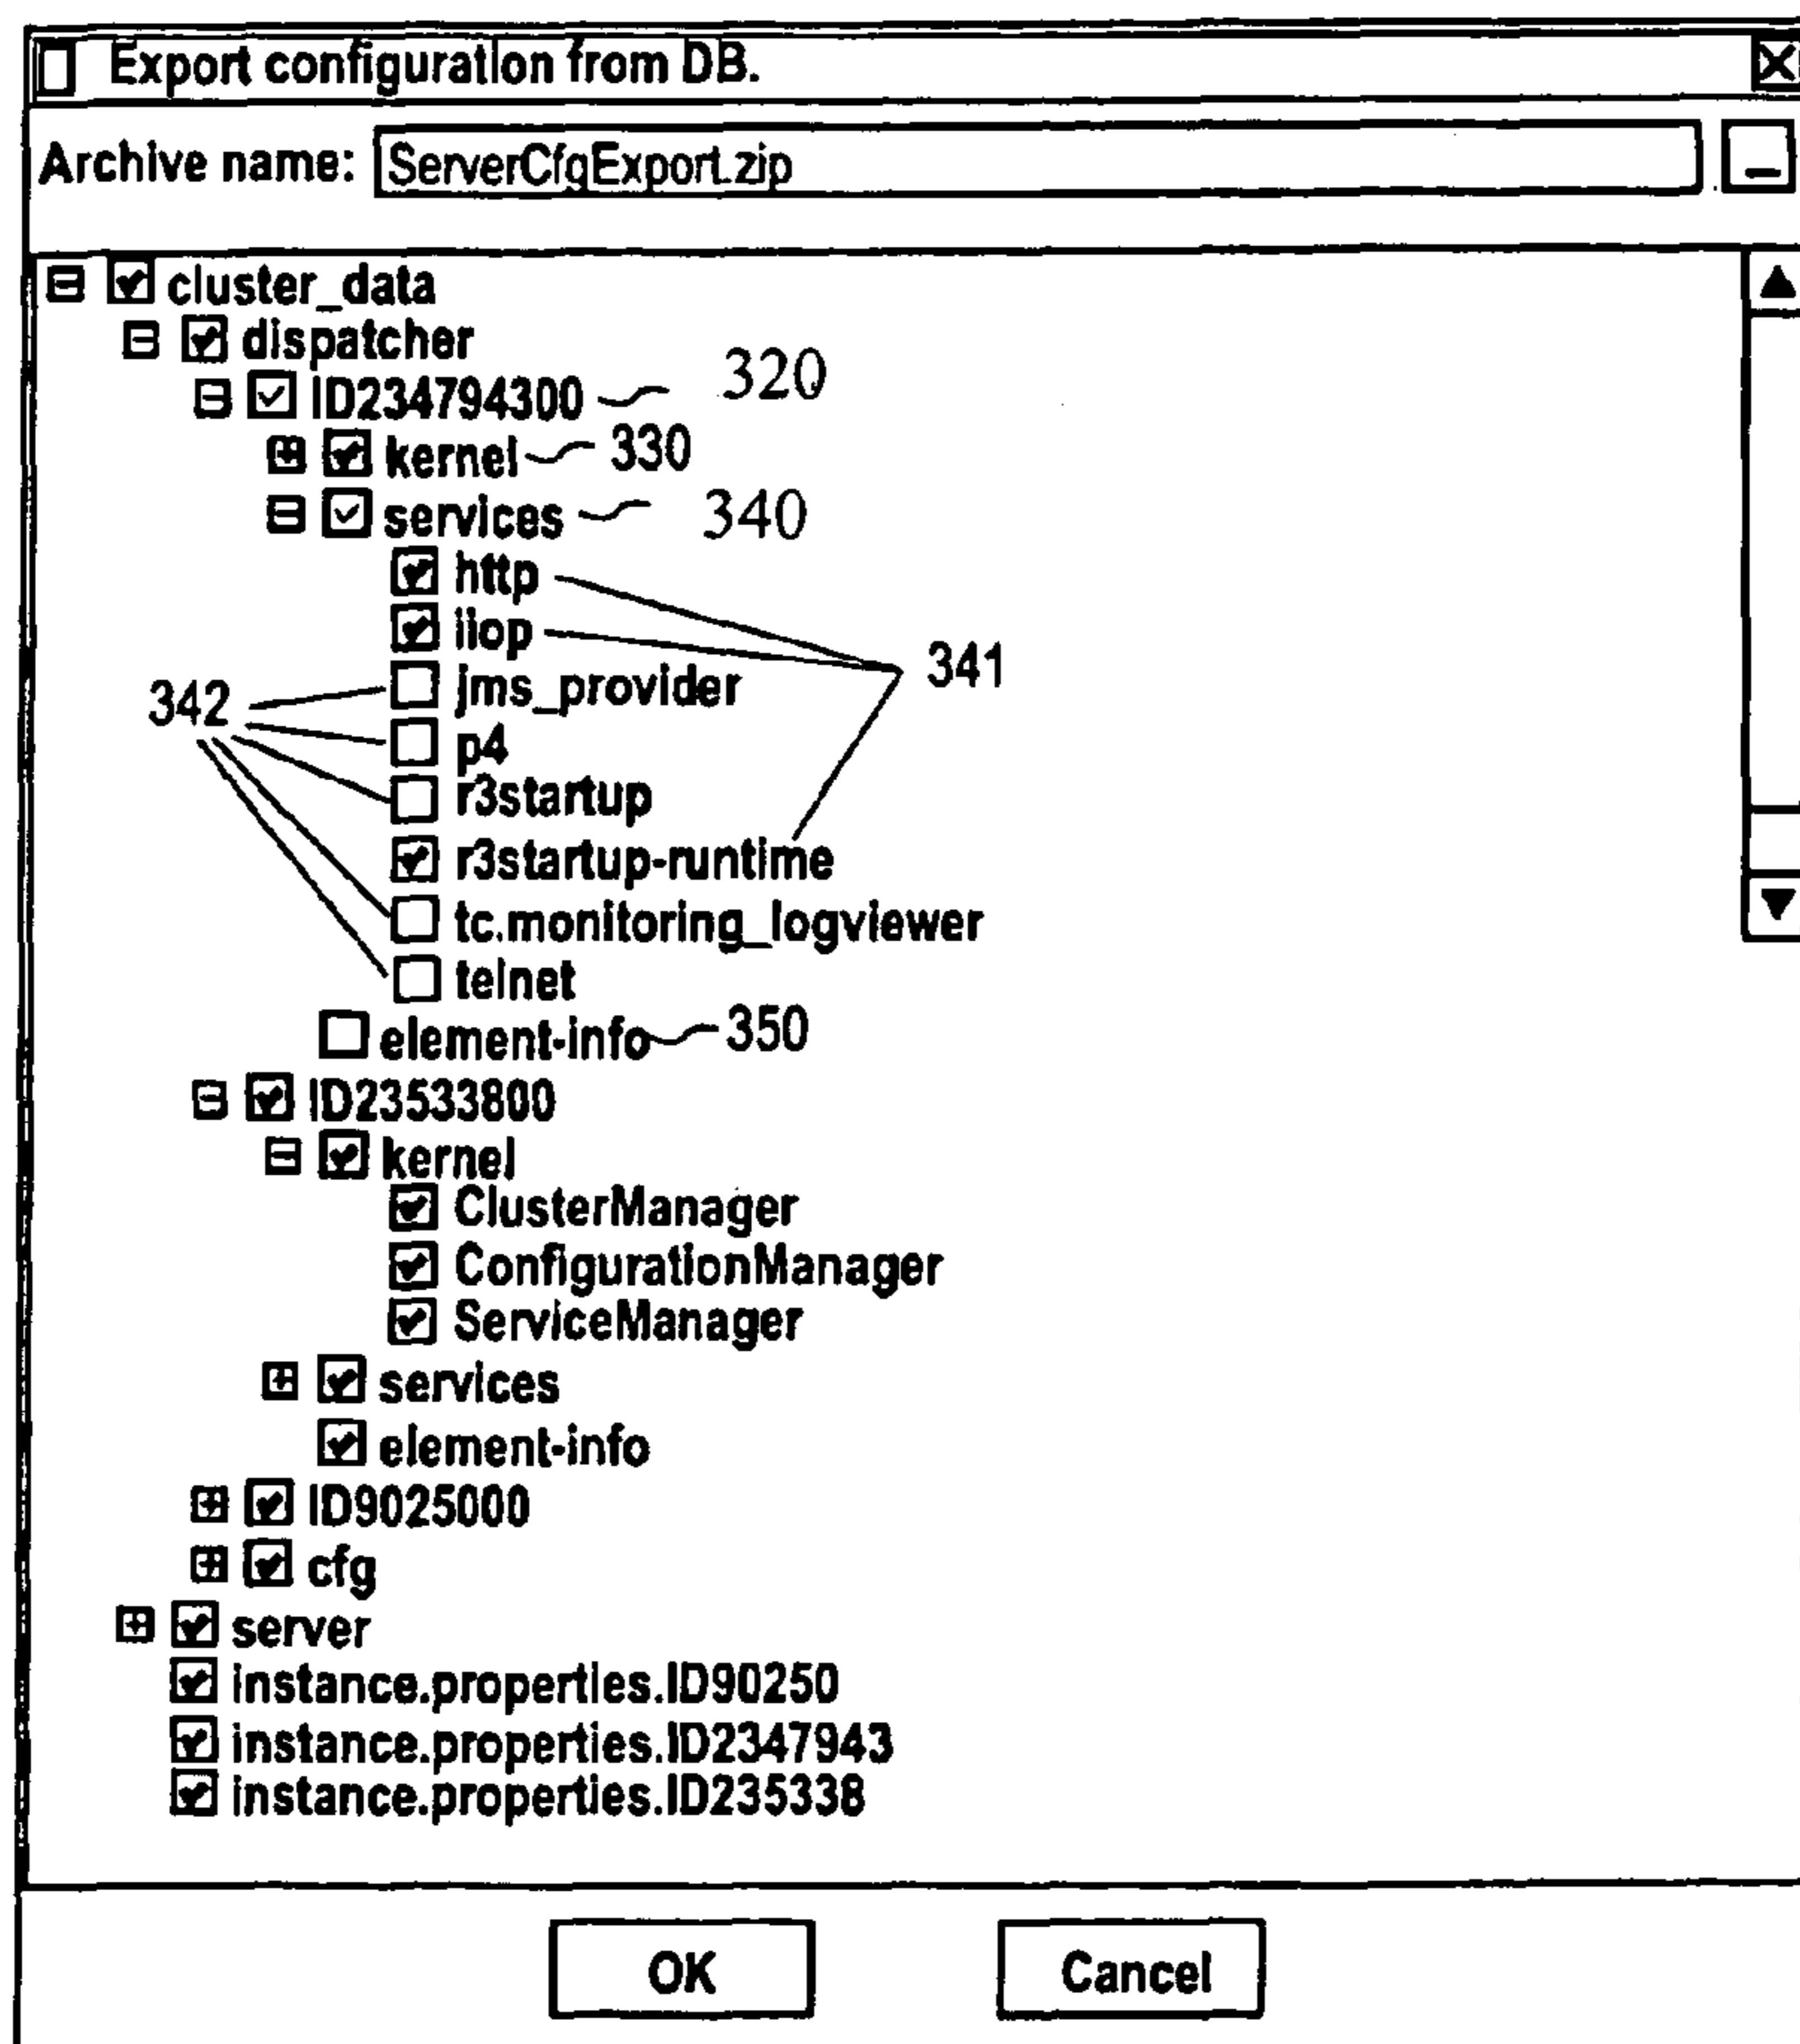 Export configuration from DB.
Archive name: ServerCfgExport.zip
cluster_data
dispatcher
ID234794300 320
kernel 330
services 340
http
iiop
341
jms_provider
342
p4
r3startup
r3startup-runtime
tc.monitoring_logviewer
telnet
element-info 350
ID23533800
kernel
ClusterManager
ConfigurationManager
ServiceManager
services
element-info
ID9025000
cfg
server
instance.properties.ID90250
instance.properties.ID2347943
instance.properties.ID235338
OK Cancel